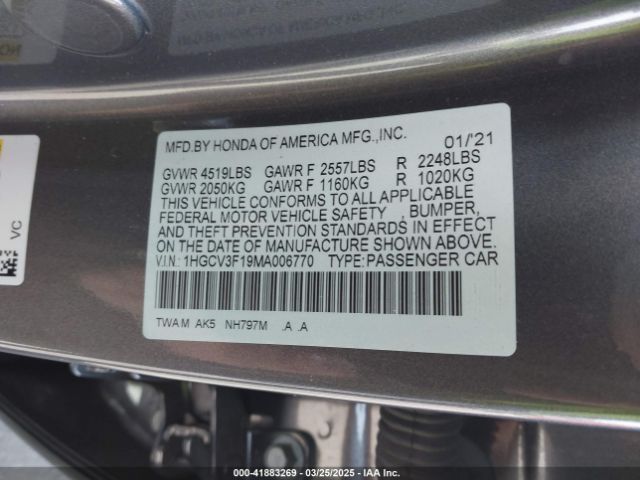 MFD.BY HONDA OF AMERICA MFG.,INC. 01/'21
GVWR 4519LBS GAWR F 2557LBS R 2248LBS
GVWR 2050KG GAWR F 1160KG R 1020KG
THIS VEHICLE CONFORMS TO ALL APPLICABLE
FEDERAL MOTOR VEHICLE SAFETY , BUMPER,
AND THEFT PREVENTION STANDARDS IN EFFECT
ON THE DATE OF MANUFACTURE SHOWN ABOVE.
V.I.N.: 1HGCV3F19MA006770 TYPE:PASSENGER CAR
TWAM AK5 NH797M .A .A
VC
000-41883269 | 03/25/2025 | IAA Inc.